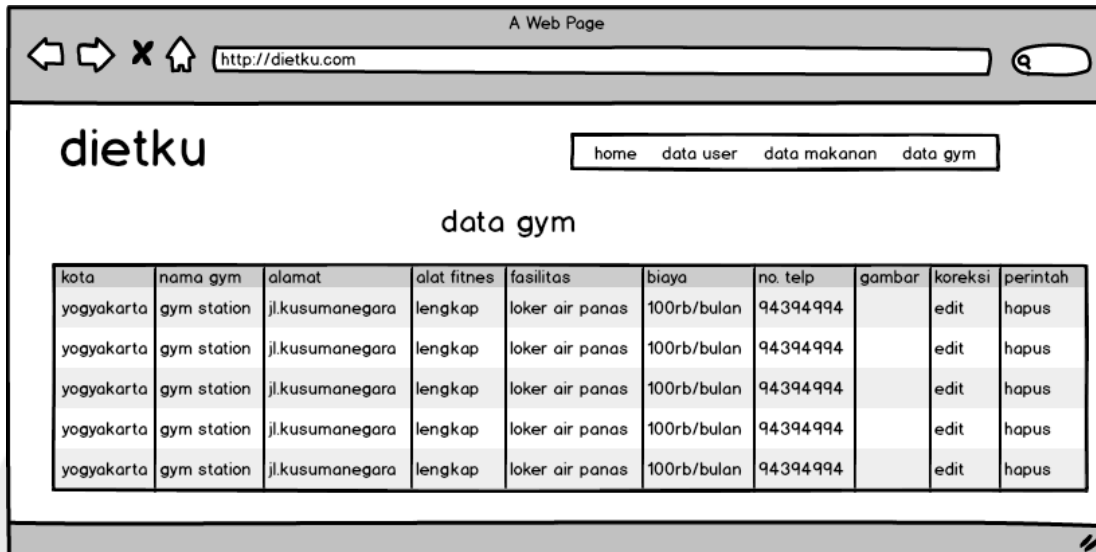 A Web Page
http://dietku.com
dietku
home data user data makanan data gym
data gym
kota nama gym alamat alat fitnes fasilitas biaya no. telp gambar koreksi perintah
yogyakarta gym station jl.kusumanegara lengkap loker air panas 100rb/bulan 94394994 edit hapus
yogyakarta gym station jl.kusumanegara lengkap loker air panas 100rb/bulan 94394994 edit hapus
yogyakarta gym station jl.kusumanegara lengkap loker air panas 100rb/bulan 94394994 edit hapus
yogyakarta gym station jl.kusumanegara lengkap loker air panas 100rb/bulan 94394994 edit hapus
yogyakarta gym station jl.kusumanegara lengkap loker air panas 100rb/bulan 94394994 edit hapus